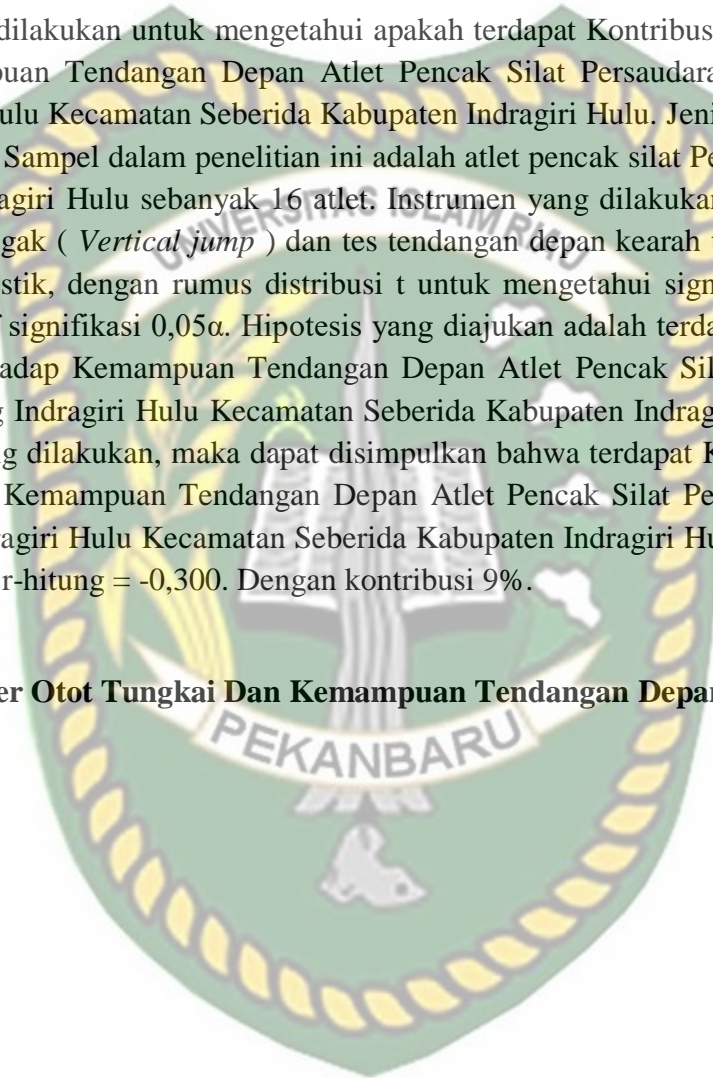 dilakukan untuk mengetahui apakah terdapat Kontribus
puan Tendangan Depan Atlet Pencak Silat Persaudara
ulu Kecamatan Seberida Kabupaten Indragiri Hulu. Jeni
Sampel dalam penelitian ini adalah atlet pencak silat Pe
agiri Hulu sebanyak 16 atlet. Instrumen yang dilakukan
gak ( Vertical jump ) dan tes tendangan depan kearah
stik, dengan rumus distribusi t untuk mengetahui sign
signifikasi 0,05α. Hipotesis yang diajukan adalah terda
adap Kemampuan Tendangan Depan Atlet Pencak Sil
g Indragiri Hulu Kecamatan Seberida Kabupaten Indrag
g dilakukan, maka dapat disimpulkan bahwa terdapat K
Kemampuan Tendangan Depan Atlet Pencak Silat Pe
ragiri Hulu Kecamatan Seberida Kabupaten Indragiri Hu
r-hitung = -0,300. Dengan kontribusi 9%.
er Otot Tungkai Dan Kemampuan Tendangan Depan
UNIVERSITAS ISLAM RIAU
PEKANBARU